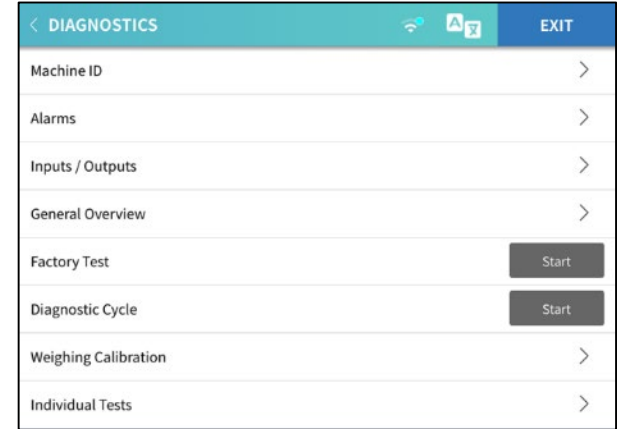 < DIAGNOSTICS EXIT
Machine ID >
Alarms >
Inputs / Outputs >
General Overview >
Factory Test Start
Diagnostic Cycle Start
Weighing Calibration >
Individual Tests >